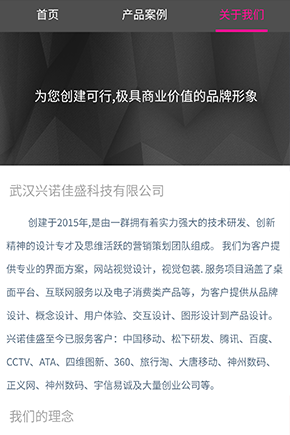 首页 产品案例 关于我们
为您创建可行,极具商业价值的品牌形象
武汉兴诺佳盛科技有限公司
创建于2015年,是由一群拥有着实力强大的技术研发、创新
精神的设计专才及思维活跃的营销策划团队组成。 我们为客户提
供专业的界面方案，网站视觉设计，视觉包装. 服务项目涵盖了桌
面平台、互联网服务以及电子消费类产品等，为客户提供从品牌
设计、概念设计、用户体验、交互设计、图形设计到产品设计。
兴诺佳盛至今已服务客户：中国移动、松下研发、腾讯、百度、
CCTV、ATA、四维图新、360、旅行淘、大唐移动、神州数码、
正义网、神州数码、宇信易诚及大量创业公司等。
我们的理念